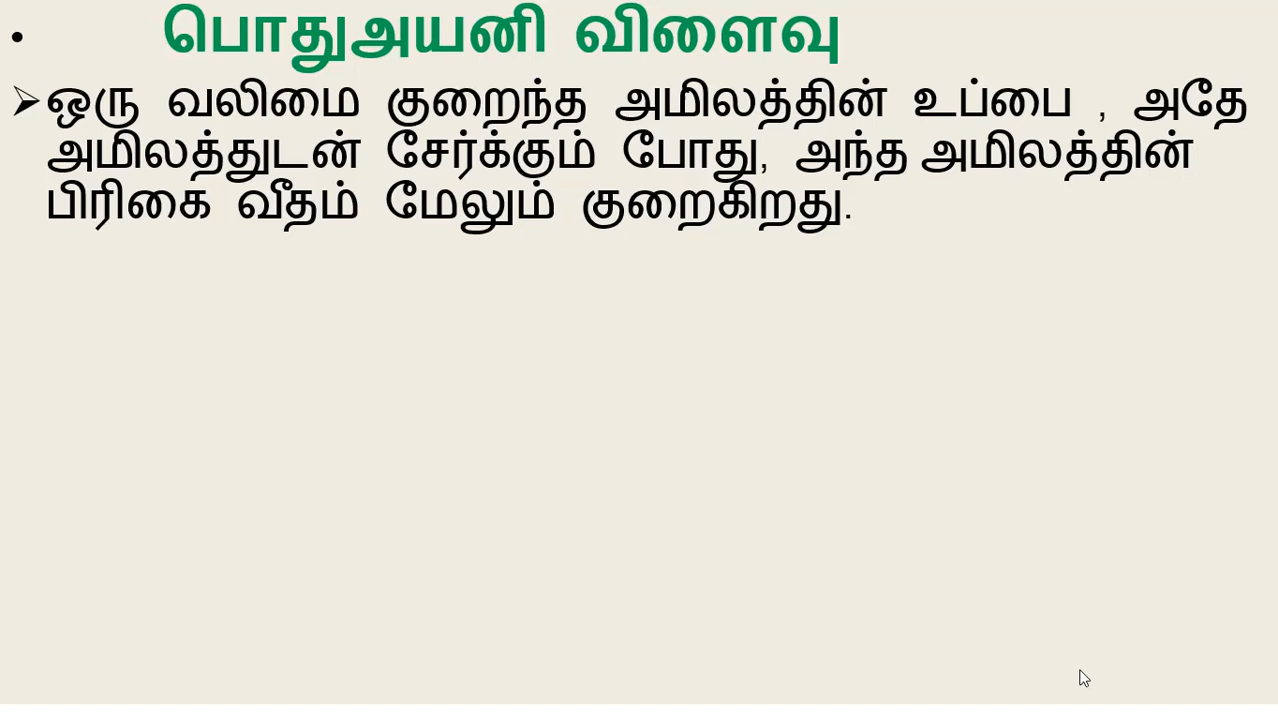 • பொதுஅயனி விளைவு
➢ ஒரு வலிமை குறைந்த அமிலத்தின் உப்பை , அதே
அமிலத்துடன் சேர்க்கும் போது, அந்த அமிலத்தின்
பிரிகை வீதம் மேலும் குறைகிறது.